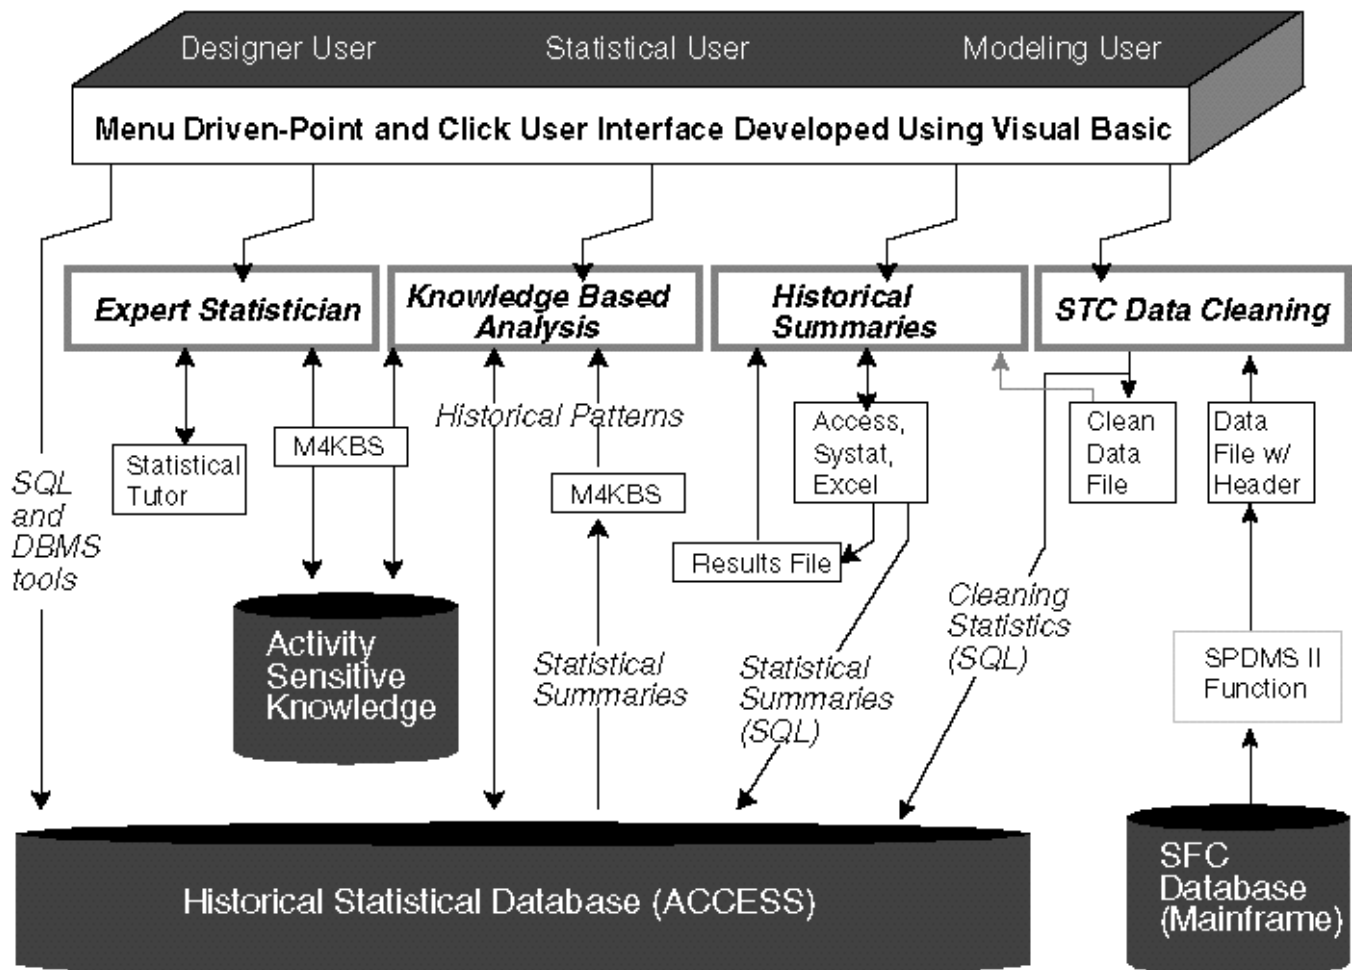 Designer User
Statistical User
Modeling User
Menu Driven-Point and Click User Interface Developed Using Visual Basic
Expert Statistician
Knowledge Based
Analysis
Historical
Summaries
STC Data Cleaning
Historical Patterns
Access,
Systat,
Excel
Clean
Data
File
Data
File w/
Header
M4KBS
Statistical
Tutor
SQL
and
DBMS
tools
M4KBS
Results File
Cleaning
Statistics
(SQL)
Activity
Sensitive
Knowledge
Statistical
Summaries
Statistical
Summaries
(SQL)
SPDMS II
Function
Historical Statistical Database (ACCESS)
SFC
Database
(Mainframe)